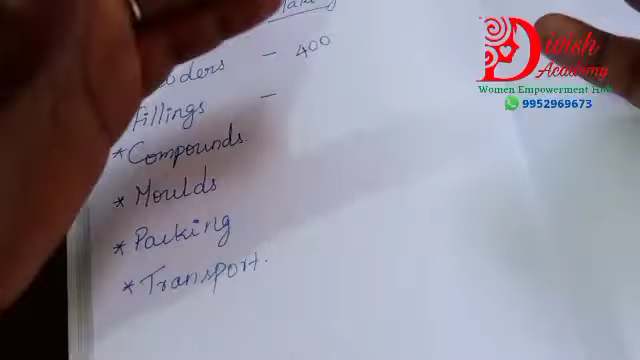 - 400
Fillings -
* Compounds
* Moulds
* Packing
* Transport.
Divish
Academy
Women Empowerment Hub
9952969673